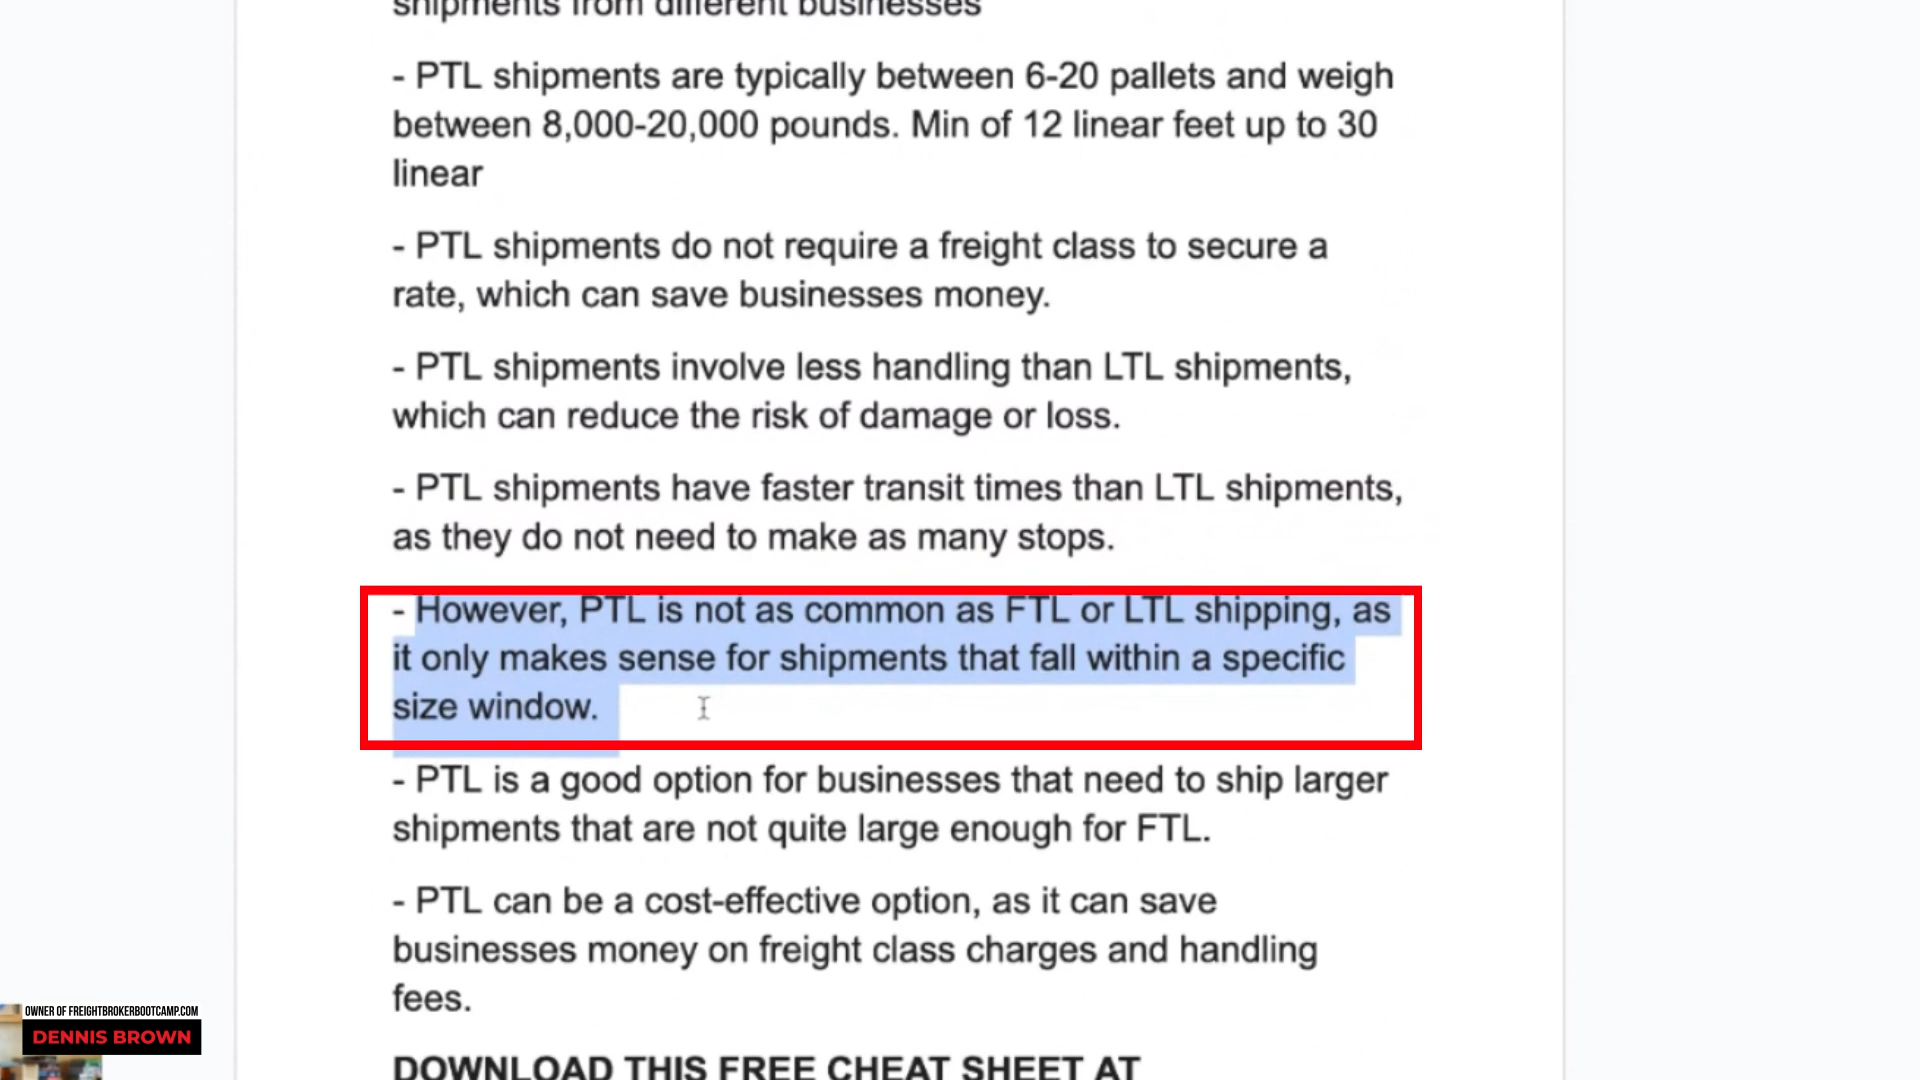 shipments from different businesses
- PTL shipments are typically between 6-20 pallets and weigh
between 8,000-20,000 pounds. Min of 12 linear feet up to 30
linear
- PTL shipments do not require a freight class to secure a
rate, which can save businesses money.
- PTL shipments involve less handling than LTL shipments,
which can reduce the risk of damage or loss.
- PTL shipments have faster transit times than LTL shipments,
as they do not need to make as many stops.
- However, PTL is not as common as FTL or LTL shipping, as
it only makes sense for shipments that fall within a specific
size window.
- PTL is a good option for businesses that need to ship larger
shipments that are not quite large enough for FTL.
- PTL can be a cost-effective option, as it can save
businesses money on freight class charges and handling
fees.
OWNER OF FREIGHTBROKERBOOTCAMP.COM
DENNIS BROWN
DOWNLOAD THIS FREE CHEAT SHEET AT